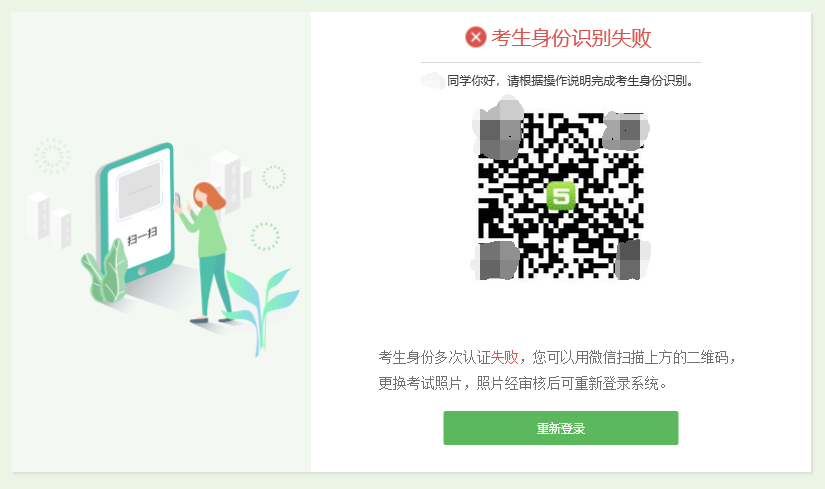 考生身份识别失败
同学你好，请根据操作说明完成考生身份识别。
扫一扫
5
考生身份多次认证失败，您可以用微信扫描上方的二维码，
更换考试照片，照片经审核后可重新登录系统。
重新登录